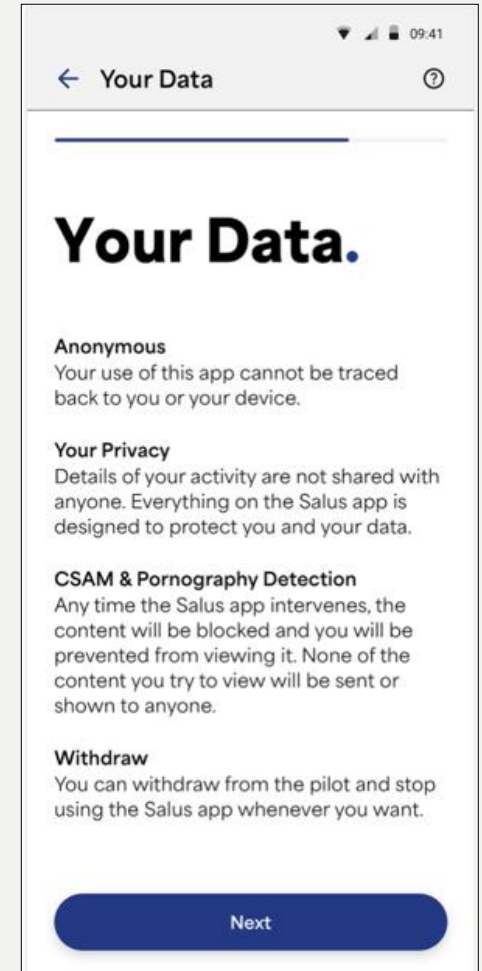 09:41
← Your Data ?
Your Data.
Anonymous
Your use of this app cannot be traced
back to you or your device.
Your Privacy
Details of your activity are not shared with
anyone. Everything on the Salus app is
designed to protect you and your data.
CSAM & Pornography Detection
Any time the Salus app intervenes, the
content will be blocked and you will be
prevented from viewing it. None of the
content you try to view will be sent or
shown to anyone.
Withdraw
You can withdraw from the pilot and stop
using the Salus app whenever you want.
Next